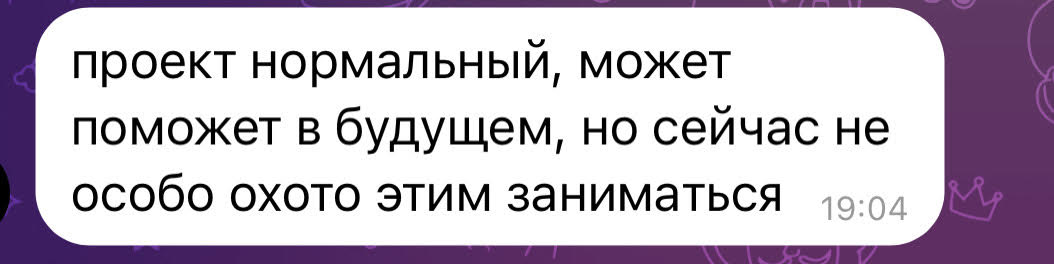 проект нормальный, может
поможет в будущем, но сейчас не
особо охото этим заниматься
19:04